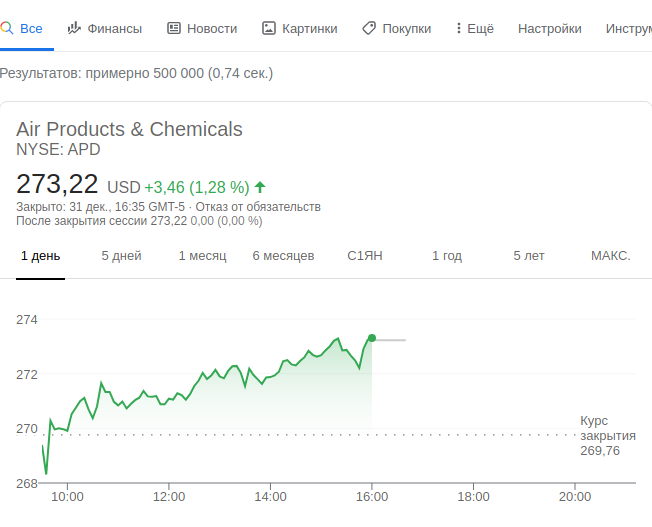 Все Финансы Новости Картинки Покупки Ещё Настройки Инструм
Результатов: примерно 500 000 (0,74 сек.)
Air Products & Chemicals
NYSE: APD
273,22 USD +3,46 (1,28 %)
Закрыто: 31 дек., 16:35 GMT-5 · Отказ от обязательств
После закрытия сессии 273,22 0,00 (0,00 %)
1 день 5 дней 1 месяц 6 месяцев С1ЯН 1 год 5 лет МАКС.
274
272
270
268
Курс
закрытия
269,76
10:00 12:00 14:00 16:00 18:00 20:00